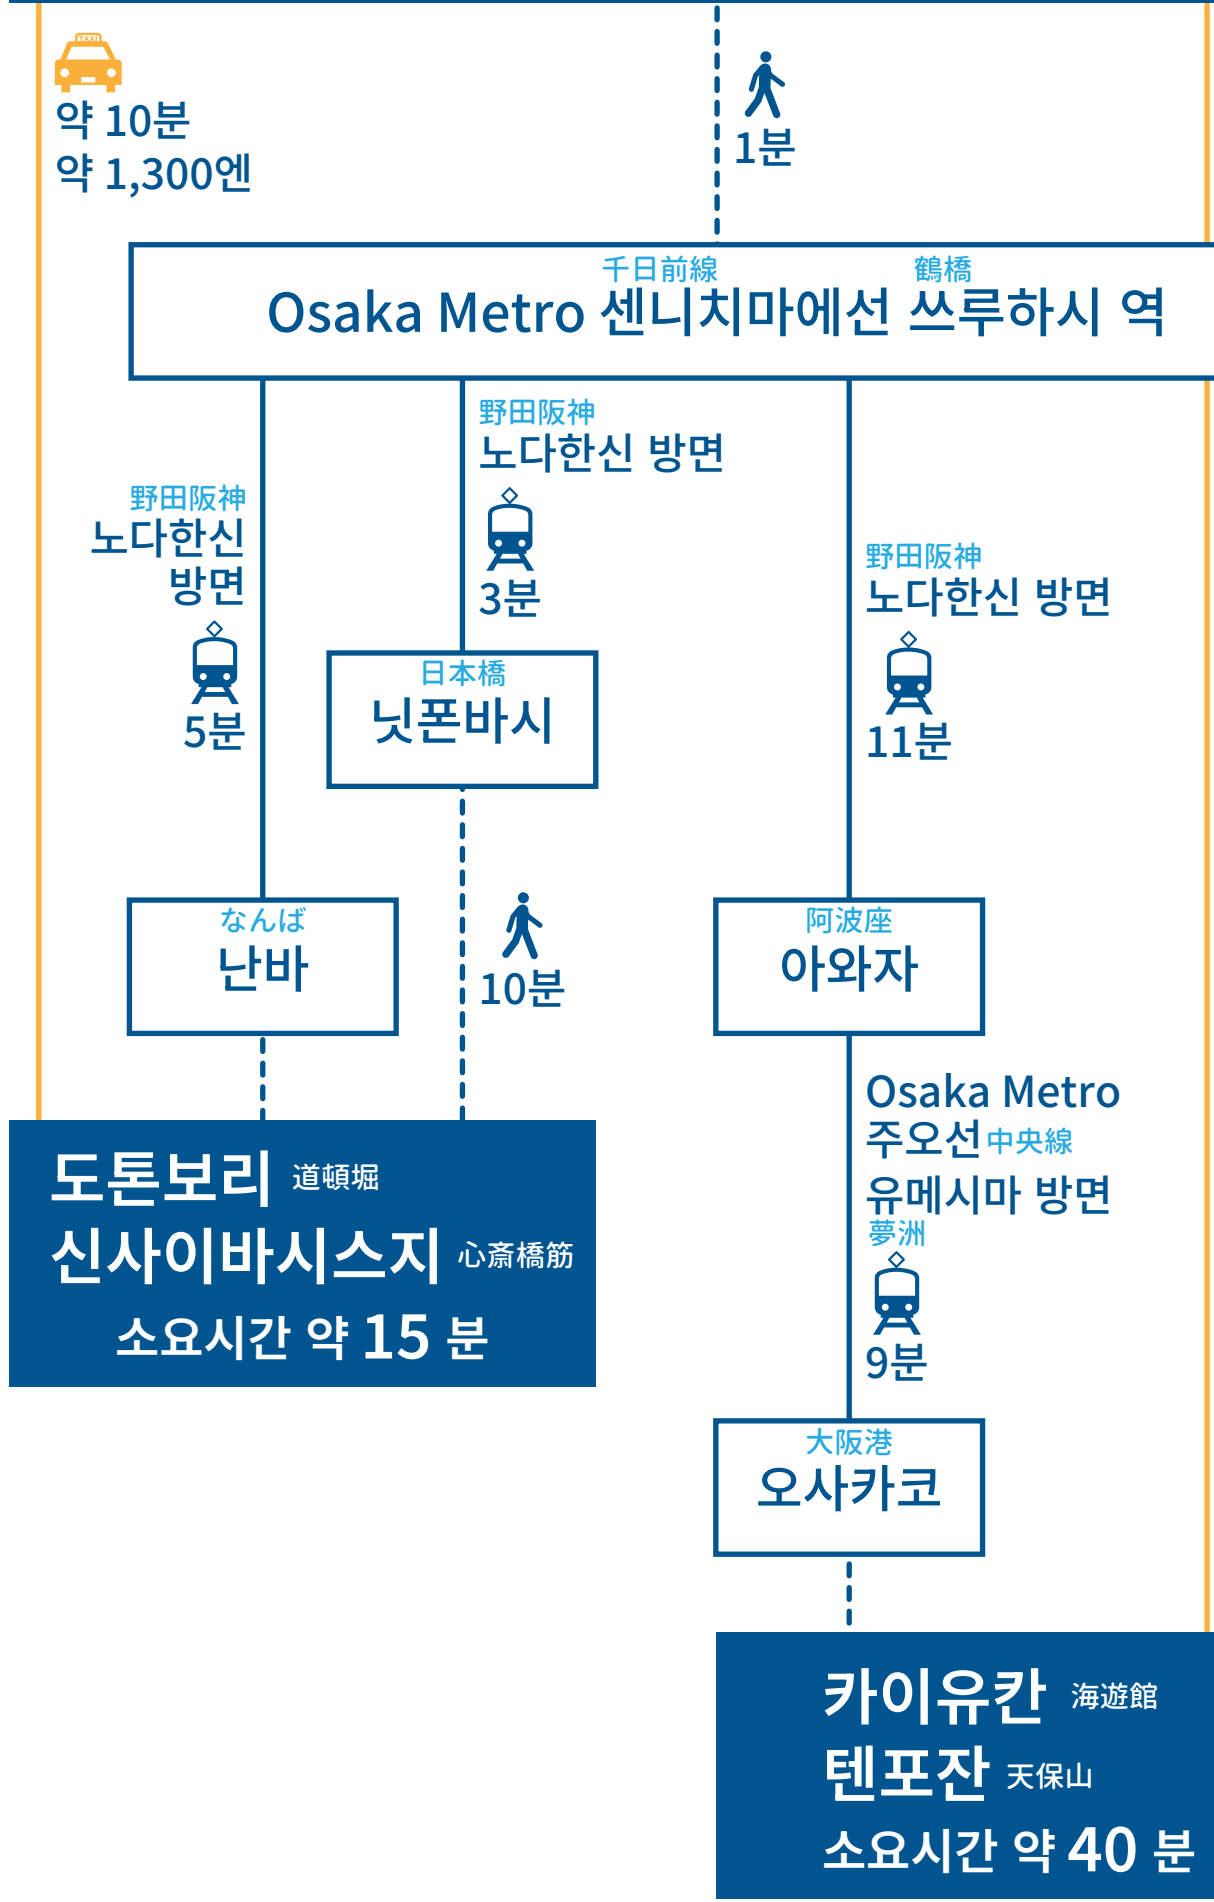 TAXI
약 10분
약 1,300엔
1분
千日前線 鶴橋
Osaka Metro 센니치마에선 쓰루하시 역
野田阪神
노다한신 방면
3분
野田阪神
노다한신
방면
5분
野田阪神
노다한신 방면
11분
日本橋
닛폰바시
なんば
난바
10분
阿波座
아와자
Osaka Metro
주오선 中央線
유메시마 방면
夢洲
9분
도톤보리 道頓堀
신사이바시스지 心斎橋筋
소요시간 약 15 분
大阪港
오사카코
카이유칸 海遊館
텐포잔 天保山
소요시간 약 40 분